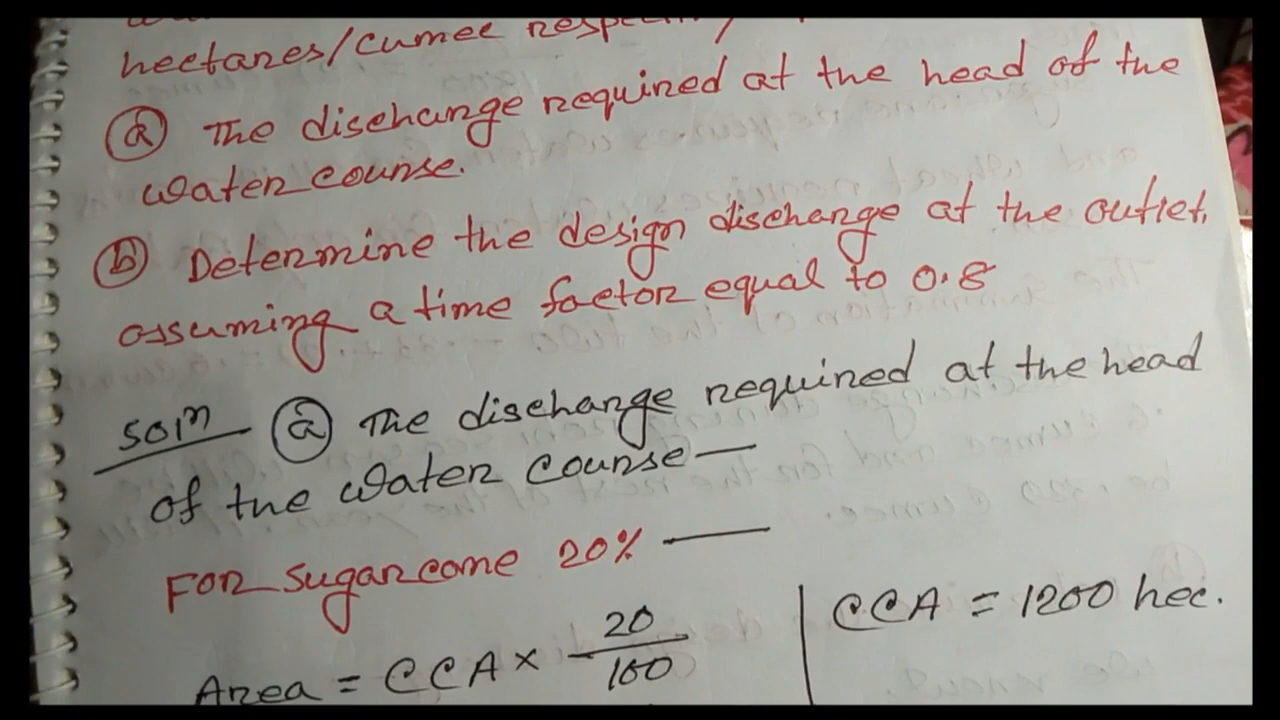 hectares/cumec
(a) The discharge required at the head of the
water course.
(b) Determine the design discharge at the outlet,
assuming a time factor equal to 0.8
Solⁿ (a) The discharge required at the head
of the water course —
For sugarcane 20% —
Area = CCA × 20/100
CCA = 1200 hec.